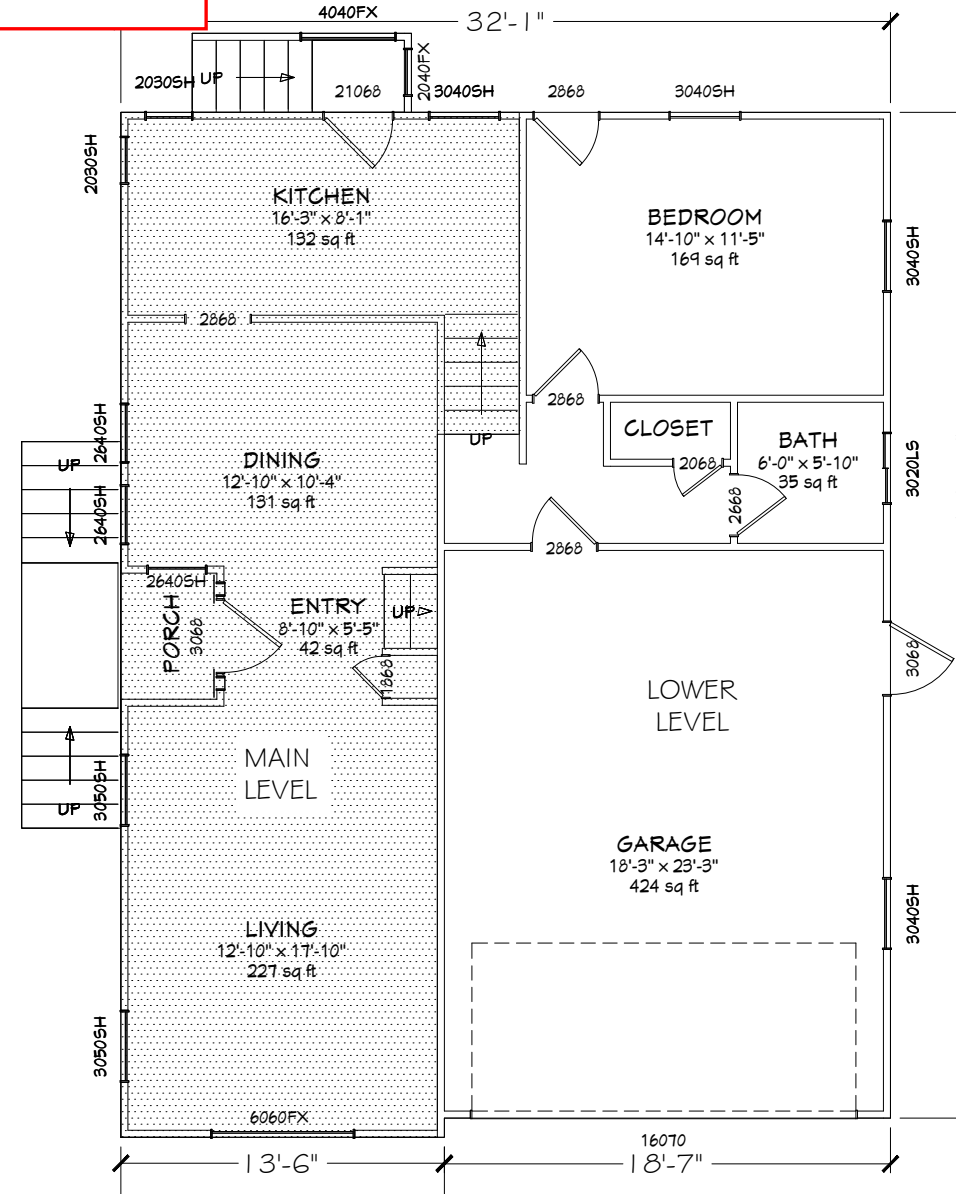 4040FX
32'-1"
2030SH
UP
21068
2040FX
3040SH
2868
3040SH
2030SH
KITCHEN
16'-3" x 8'-1"
132 sq ft
BEDROOM
14'-10" x 11'-5"
169 sq ft
3040SH
2868
2868
UP
CLOSET
2068
BATH
6'-0" x 5'-10"
35 sq ft
3020LS
2668
2868
2640SH
UP
2640SH
DINING
12'-10" x 10'-4"
131 sq ft
2640SH
PORCH
3068
ENTRY
8'-10" x 5'-5"
42 sq ft
UP
1868
3068
LOWER
LEVEL
MAIN
LEVEL
3050SH
UP
GARAGE
18'-3" x 23'-3"
424 sq ft
3040SH
LIVING
12'-10" x 17'-10"
227 sq ft
3050SH
6060FX
16070
13'-6"
18'-7"